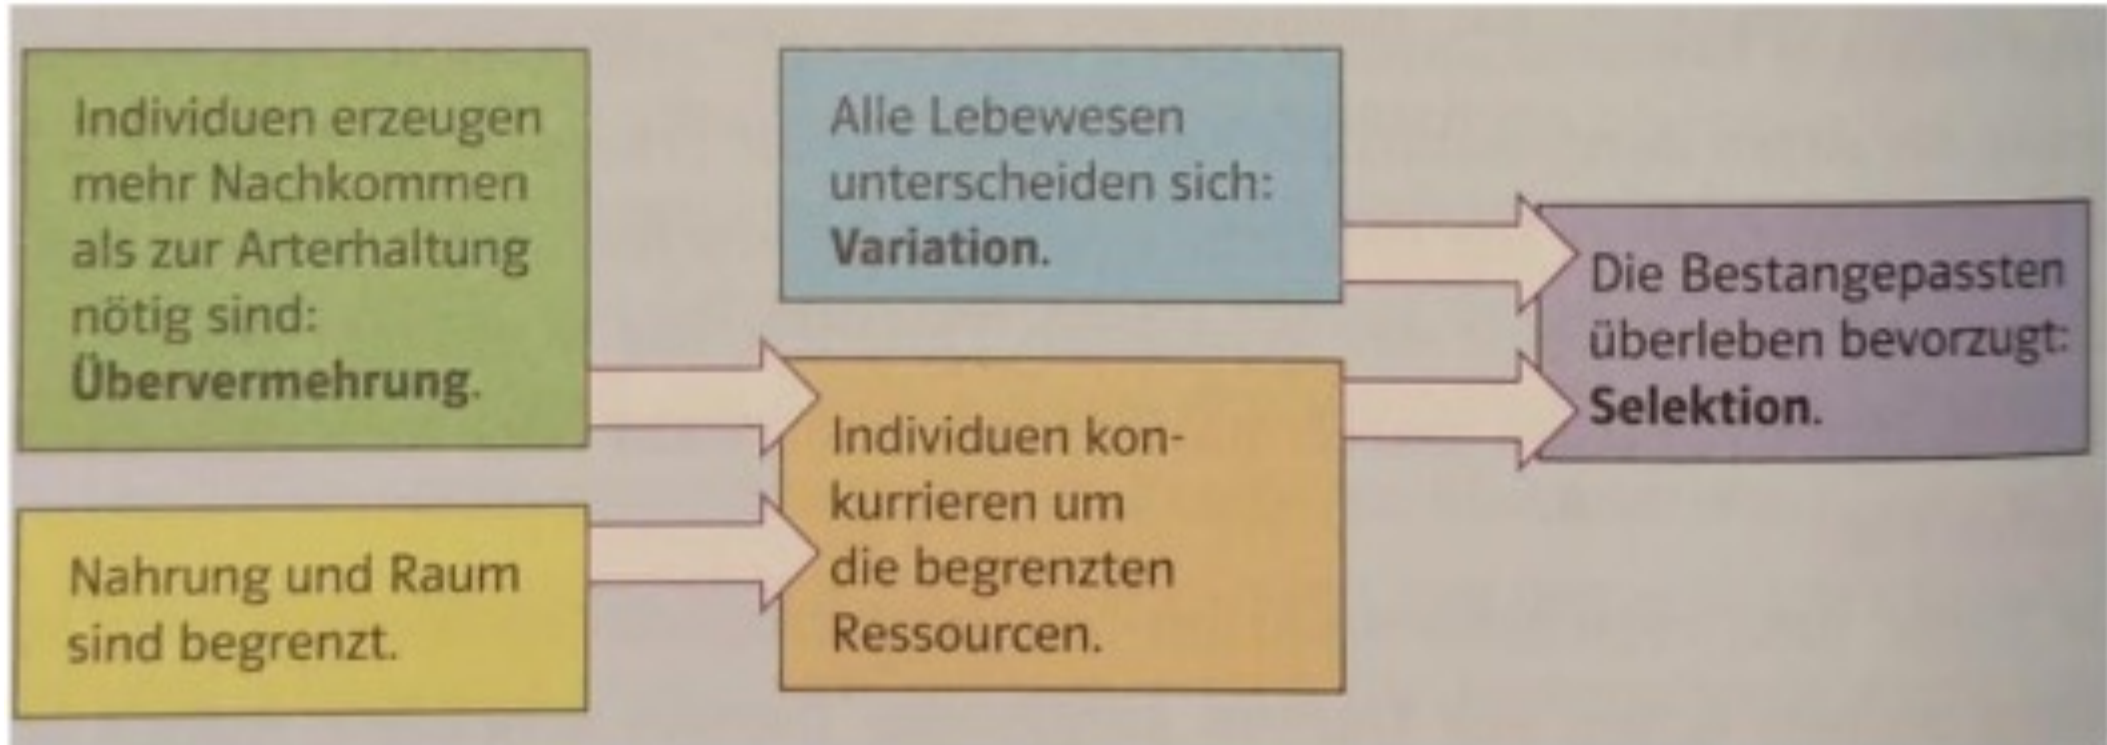 Individuen erzeugen
mehr Nachkommen
als zur Arterhaltung
nötig sind:
Übervermehrung.
Nahrung und Raum
sind begrenzt.
Alle Lebewesen
unterscheiden sich:
Variation.
Individuen kon-
kurrieren um
die begrenzten
Ressourcen.
Die Bestangepassten
überleben bevorzugt:
Selektion.